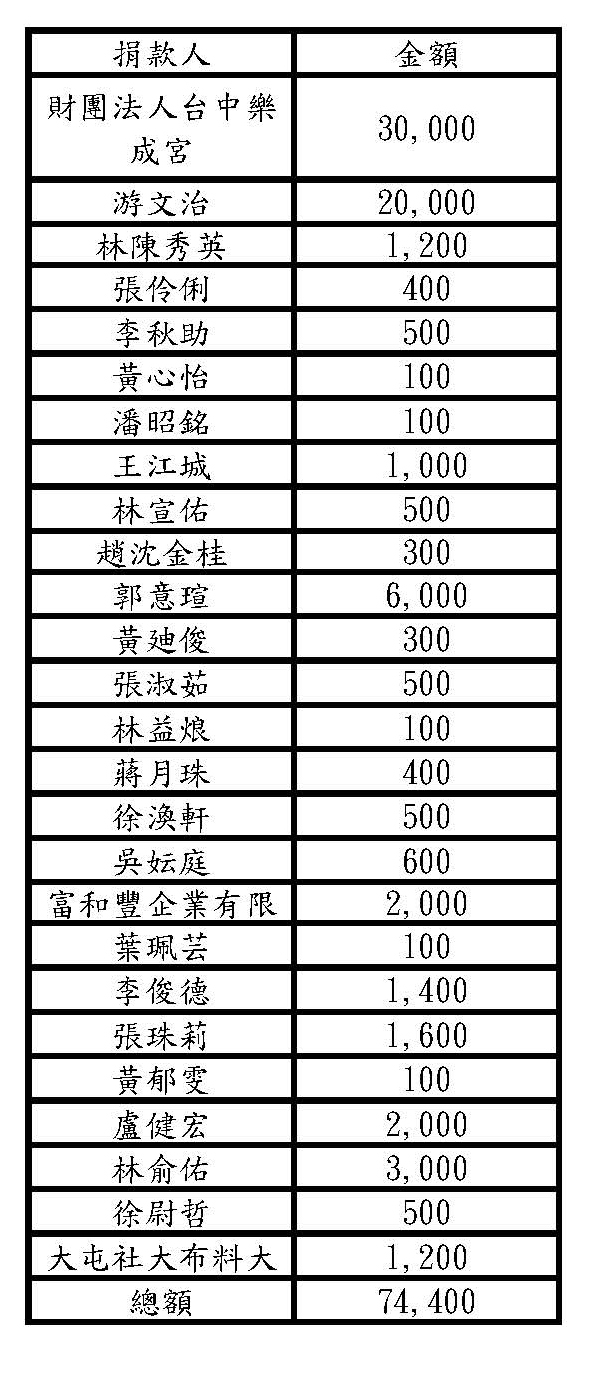 捐款人 金額
財團法人台中樂
成宮 30,000
游文治 20,000
林陳秀英 1,200
張伶俐 400
李秋助 500
黃心怡 100
潘昭銘 100
王江城 1,000
林宣佑 500
趙沈金桂 300
郭意瑄 6,000
黃廸俊 300
張淑茹 500
林益烺 100
蔣月珠 400
徐渙軒 500
吳妘庭 600
富和豐企業有限 2,000
葉珮芸 100
李俊德 1,400
張珠莉 1,600
黃郁雯 100
盧健宏 2,000
林俞佑 3,000
徐尉哲 500
大屯社大布料大 1,200
總額 74,400